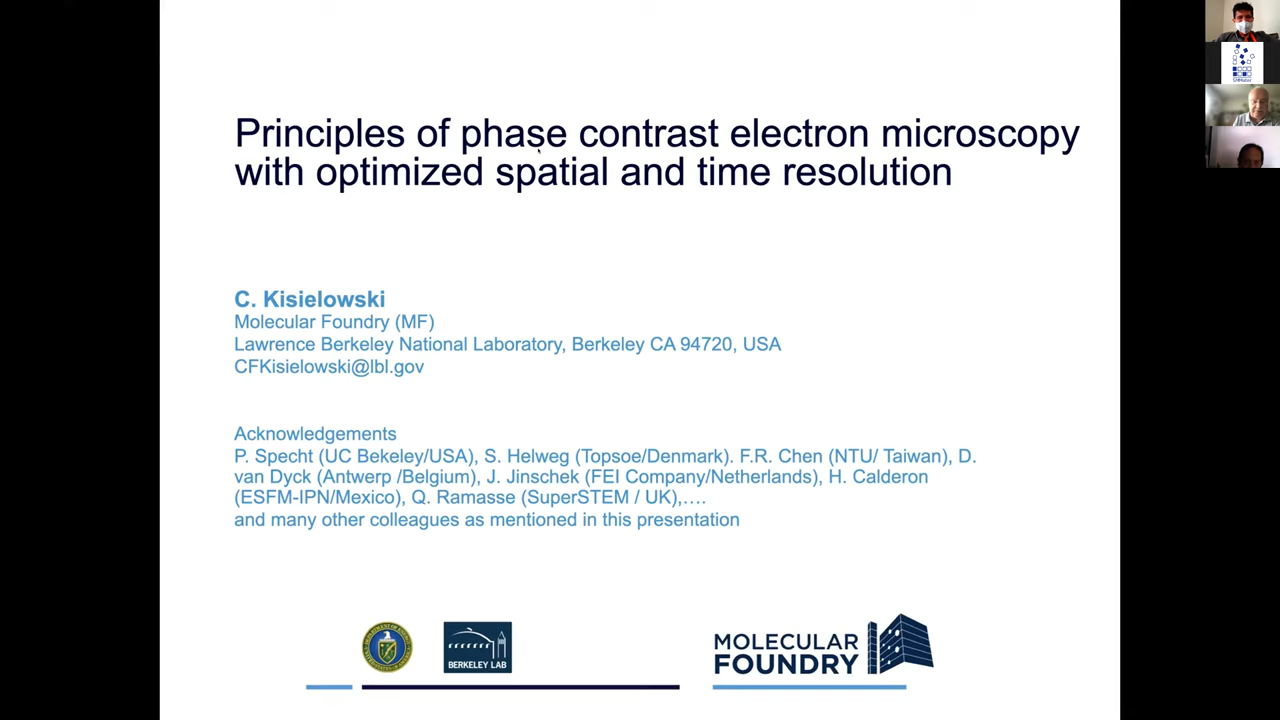 Principles of phase contrast electron microscopy
with optimized spatial and time resolution
C. Kisielowski
Molecular Foundry (MF)
Lawrence Berkeley National Laboratory, Berkeley CA 94720, USA
CFKisielowski@lbl.gov
Acknowledgements
P. Specht (UC Bekeley/USA), S. Helweg (Topsoe/Denmark). F.R. Chen (NTU/ Taiwan), D.
van Dyck (Antwerp /Belgium), J. Jinschek (FEI Company/Netherlands), H. Calderon
(ESFM-IPN/Mexico), Q. Ramasse (SuperSTEM / UK),....
and many other colleagues as mentioned in this presentation
BERKELEY LAB
MOLECULAR
FOUNDRY